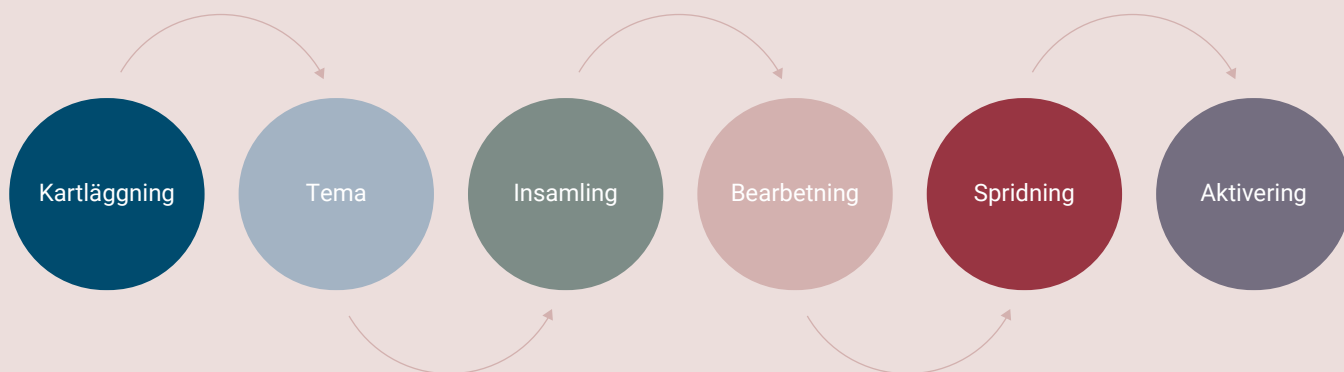 Kartläggning
Tema
Insamling
Bearbetning
Spridning
Aktivering